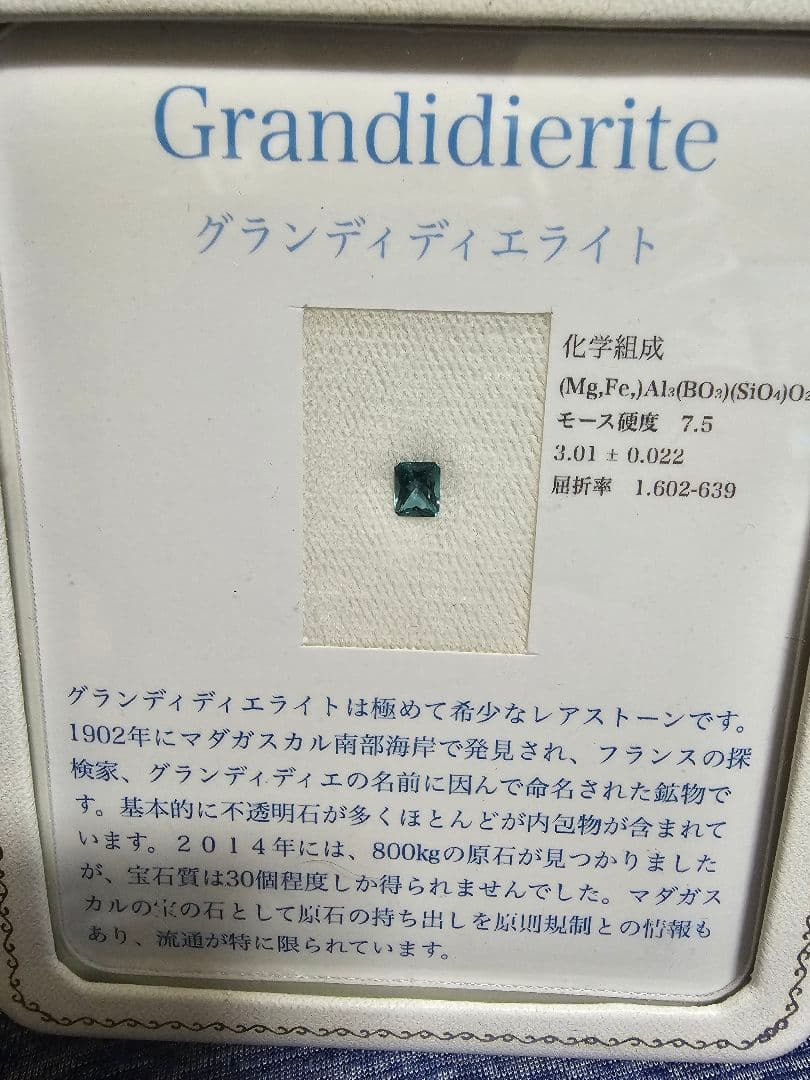 Grandidierite
グランディディエライト
化学組成
(Mg,Fe,)Al₃(BO₃)(SiO₄)O₂
モース硬度 7.5
3.01 ± 0.022
屈折率 1.602-639
グランディディエライトは極めて希少なレアストーンです。
1902年にマダガスカル南部海岸で発見され、フランスの探
検家、グランディディエの名前に因んで命名された鉱物で
す。基本的に不透明石が多くほとんどが内包物が含まれて
います。２０１４年には、800kgの原石が見つかりました
が、宝石質は30個程度しか得られませんでした。マダガス
カルの宝の石として原石の持ち出しを原則規制との情報も
あり、流通が特に限られています。